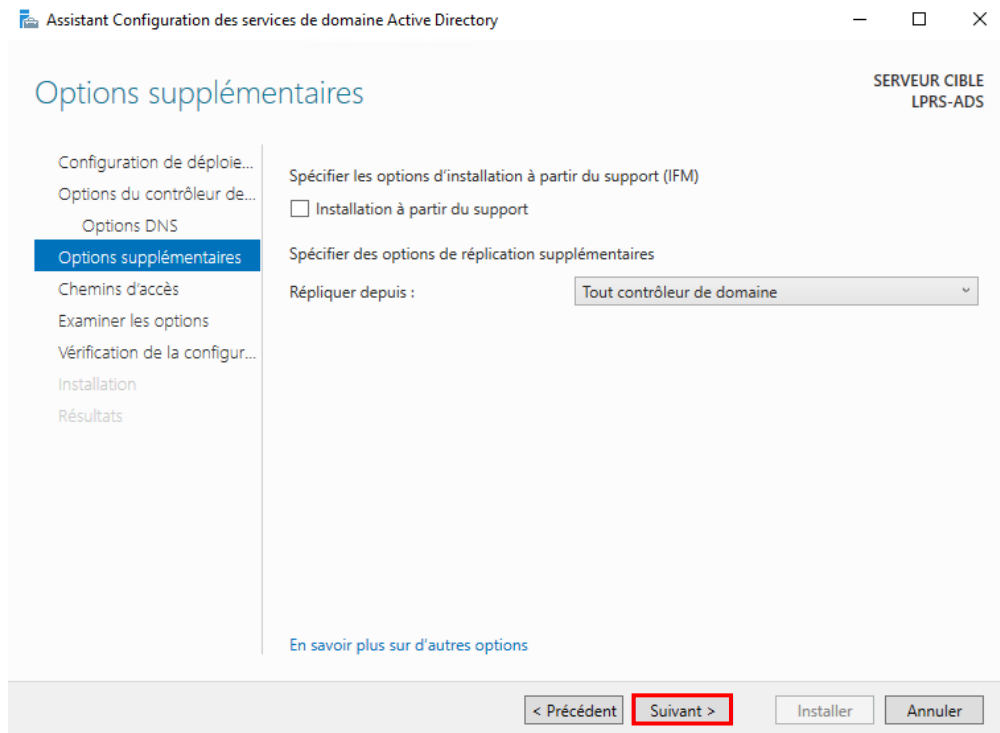 Assistant Configuration des services de domaine Active Directory
Options supplémentaires
SERVEUR CIBLE
LPRS-ADS
Configuration de déploie...
Options du contrôleur de...
Options DNS
Options supplémentaires
Chemins d'accès
Examiner les options
Vérification de la configur...
Installation
Résultats
Spécifier les options d'installation à partir du support (IFM)
Installation à partir du support
Spécifier des options de réplication supplémentaires
Répliquer depuis : Tout contrôleur de domaine
En savoir plus sur d'autres options
< Précédent Suivant > Installer Annuler